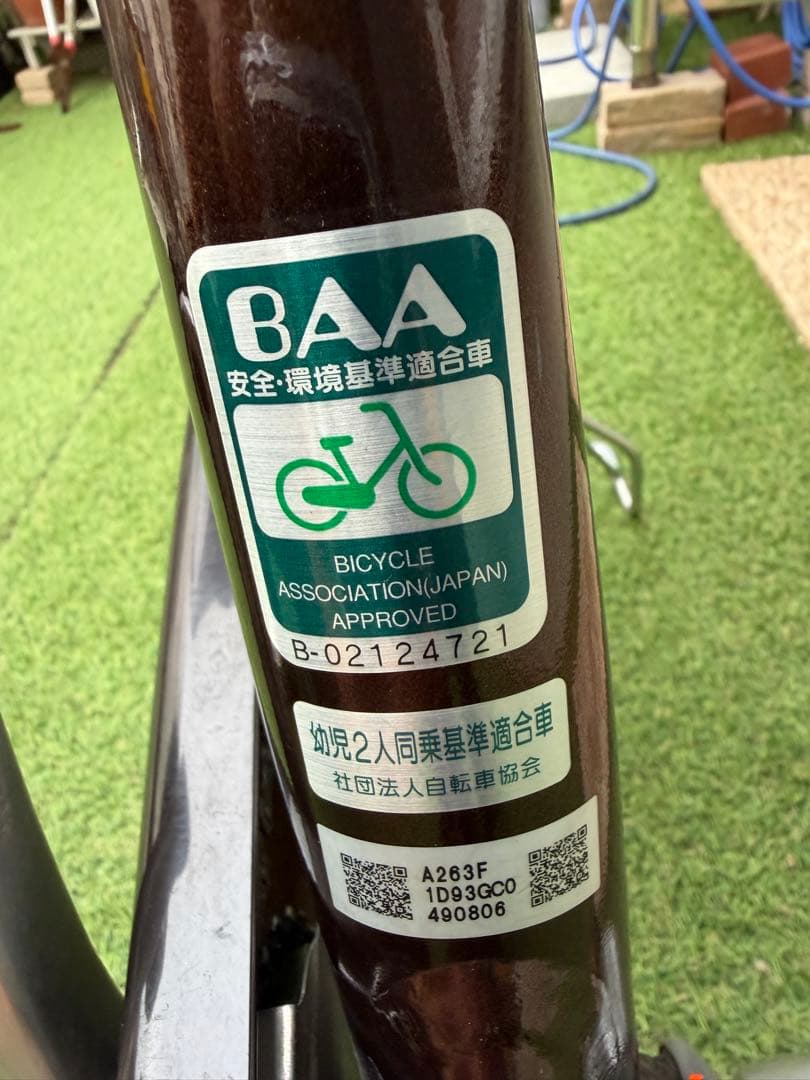 BAA
安全・環境基準適合車
BICYCLE
ASSOCIATION(JAPAN)
APPROVED
B-02124721
幼児2人同乗基準適合車
社団法人自転車協会
A263F
1D93GC0
490806